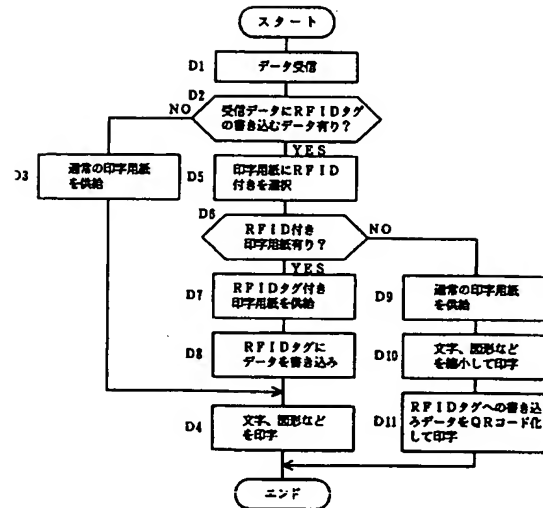 スタート
D1
データ受信
D2
受信データにRFIDタグ
の書き込むデータ有り？
NO
YES
D3
通常の印字用紙
を供給
D5
印字用紙にRFID
付きを選択
D6
RFID付き
印字用紙有り？
NO
YES
D7
RFIDタグ付き
印字用紙を供給
D9
通常の印字用紙
を供給
D8
RFIDタグに
データを書き込み
D10
文字、図形など
を縮小して印字
D4
文字、図形など
を印字
D11
RFIDタグへの書き込
みデータをQRコード化
して印字
エンド